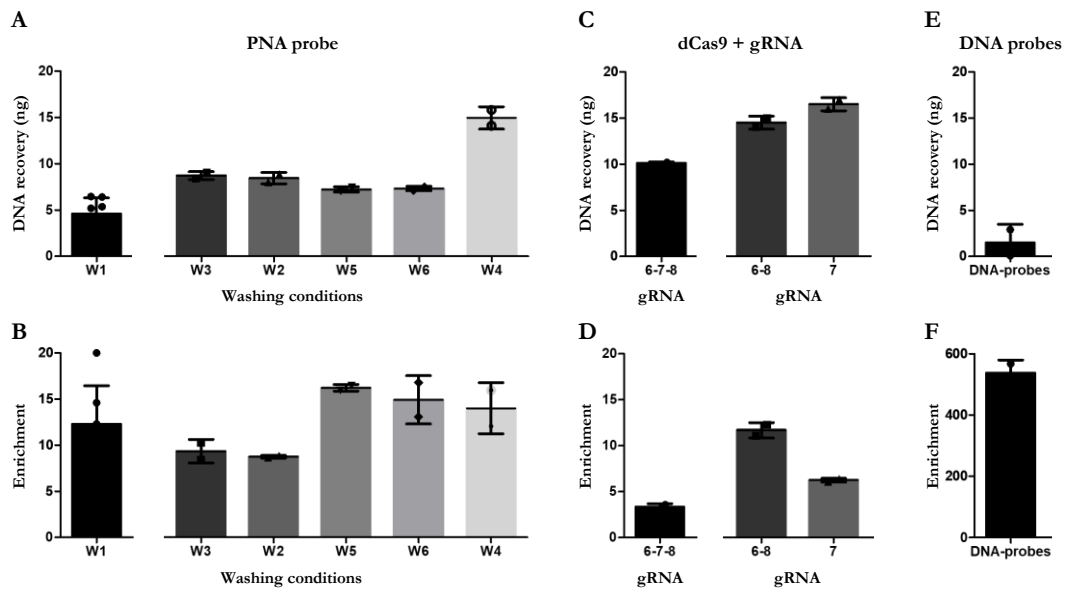 A
PNA probe
DNA recovery (ng)
20
15
10
5
0
W1 W3 W2 W5 W6 W4
Washing conditions
B
Enrichment
20
15
10
5
0
W1 W3 W2 W5 W6 W4
Washing conditions
C
dCas9 + gRNA
DNA recovery (ng)
20
15
10
5
0
6-7-8 6-8 7
gRNA gRNA
D
Enrichment
20
15
10
5
0
6-7-8 6-8 7
gRNA gRNA
E
DNA probes
DNA recovery (ng)
20
15
10
5
0
DNA-probes
F
Enrichment
600
400
200
0
DNA-probes